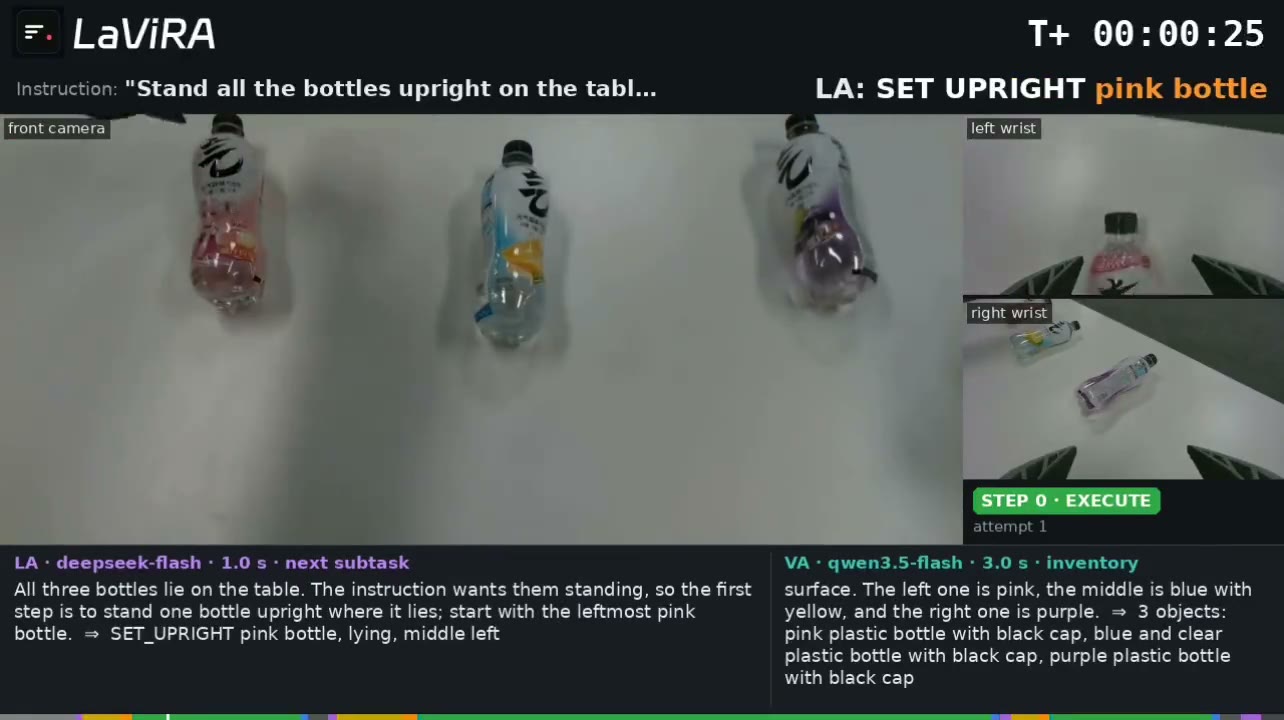 LaViRA
T+ 00:00:25
Instruction: "Stand all the bottles upright on the tabl...
LA: SET UPRIGHT pink bottle
front camera
left wrist
right wrist
STEP 0 · EXECUTE
attempt 1
LA · deepseek-flash · 1.0 s · next subtask
All three bottles lie on the table. The instruction wants them standing, so the first
step is to stand one bottle upright where it lies; start with the leftmost pink
bottle. ⇒ SET_UPRIGHT pink bottle, lying, middle left
VA · qwen3.5-flash · 3.0 s · inventory
surface. The left one is pink, the middle is blue with
yellow, and the right one is purple. ⇒ 3 objects:
pink plastic bottle with black cap, blue and clear
plastic bottle with black cap, purple plastic bottle
with black cap